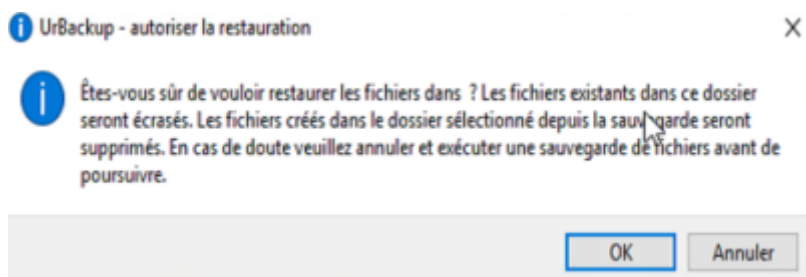 UrBackup - autoriser la restauration
Êtes-vous sûr de vouloir restaurer les fichiers dans ? Les fichiers existants dans ce dossier
seront écrasés. Les fichiers créés dans le dossier sélectionné depuis la sauvegarde seront
supprimés. En cas de doute veuillez annuler et exécuter une sauvegarde de fichiers avant de
poursuivre.
OK Annuler